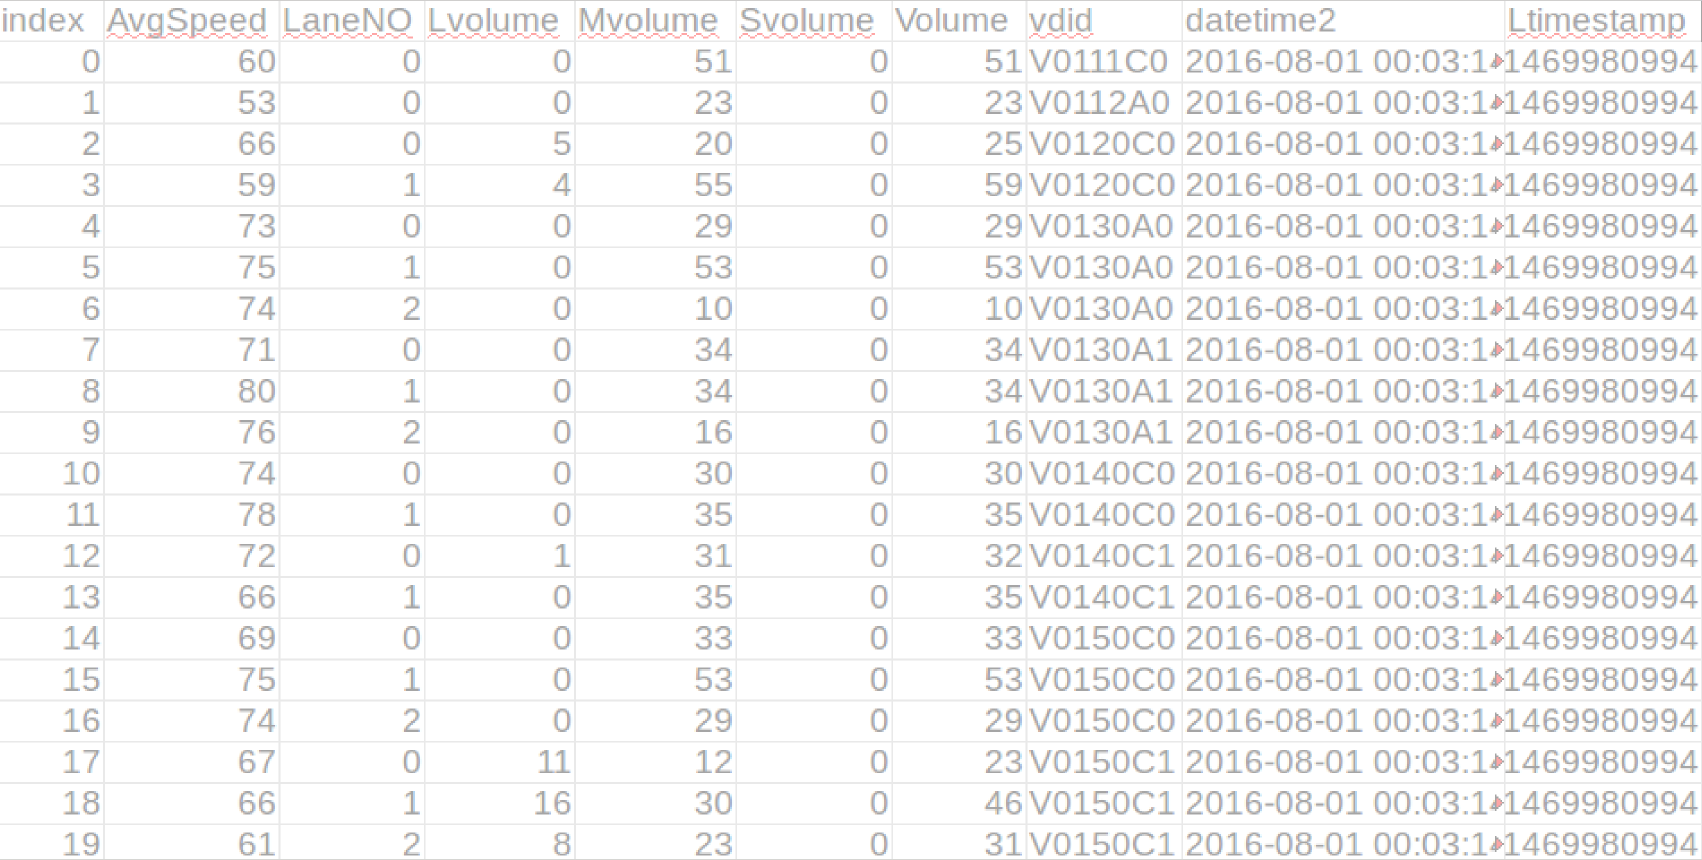 index AvgSpeed LaneNO Lvolume Mvolume Svolume Volume vdid datetime2 Ltimestamp
0 60 0 0 51 0 51 V0111C0 2016-08-01 00:03:1 1469980994
1 53 0 0 23 0 23 V0112A0 2016-08-01 00:03:1 1469980994
2 66 0 5 20 0 25 V0120C0 2016-08-01 00:03:1 1469980994
3 59 1 4 55 0 59 V0120C0 2016-08-01 00:03:1 1469980994
4 73 0 0 29 0 29 V0130A0 2016-08-01 00:03:1 1469980994
5 75 1 0 53 0 53 V0130A0 2016-08-01 00:03:1 1469980994
6 74 2 0 10 0 10 V0130A0 2016-08-01 00:03:1 1469980994
7 71 0 0 34 0 34 V0130A1 2016-08-01 00:03:1 1469980994
8 80 1 0 34 0 34 V0130A1 2016-08-01 00:03:1 1469980994
9 76 2 0 16 0 16 V0130A1 2016-08-01 00:03:1 1469980994
10 74 0 0 30 0 30 V0140C0 2016-08-01 00:03:1 1469980994
11 78 1 0 35 0 35 V0140C0 2016-08-01 00:03:1 1469980994
12 72 0 1 31 0 32 V0140C1 2016-08-01 00:03:1 1469980994
13 66 1 0 35 0 35 V0140C1 2016-08-01 00:03:1 1469980994
14 69 0 0 33 0 33 V0150C0 2016-08-01 00:03:1 1469980994
15 75 1 0 53 0 53 V0150C0 2016-08-01 00:03:1 1469980994
16 74 2 0 29 0 29 V0150C0 2016-08-01 00:03:1 1469980994
17 67 0 11 12 0 23 V0150C1 2016-08-01 00:03:1 1469980994
18 66 1 16 30 0 46 V0150C1 2016-08-01 00:03:1 1469980994
19 61 2 8 23 0 31 V0150C1 2016-08-01 00:03:1 1469980994